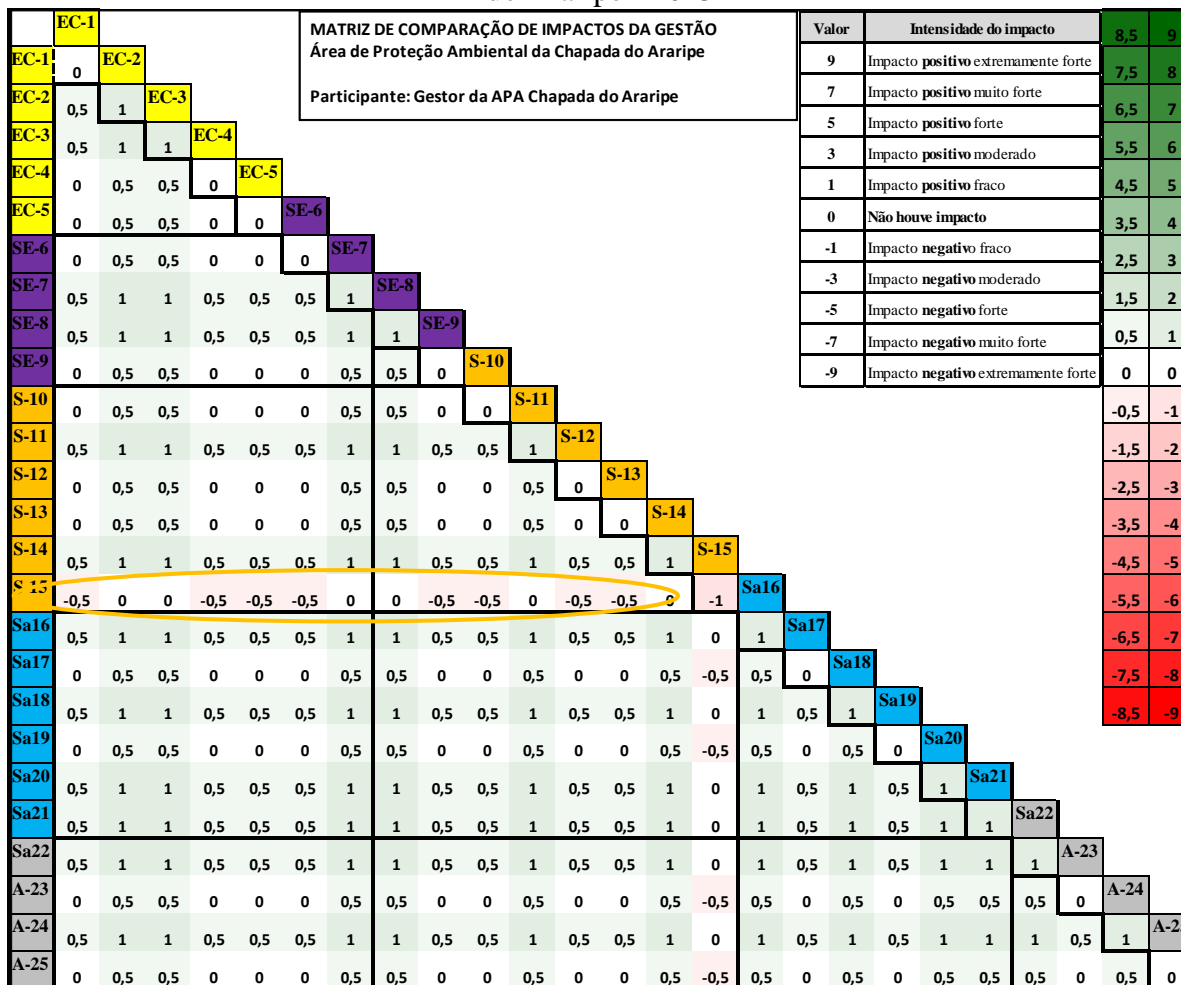 EC-1
MATRIZ DE COMPARAÇÃO DE IMPACTOS DA GESTÃO
Área de Proteção Ambiental da Chapada do Araripe
Participante: Gestor da APA Chapada do Araripe
Valor Intensidade do impacto
9 Impacto positivo extremamente forte
7 Impacto positivo muito forte
5 Impacto positivo forte
3 Impacto positivo moderado
1 Impacto positivo fraco
0 Não houve impacto
-1 Impacto negativo fraco
-3 Impacto negativo moderado
-5 Impacto negativo forte
-7 Impacto negativo muito forte
-9 Impacto negativo extremamente forte
8,5 9
7,5 8
6,5 7
5,5 6
4,5 5
3,5 4
2,5 3
1,5 2
0,5 1
0 0
-0,5 -1
-1,5 -2
-2,5 -3
-3,5 -4
-4,5 -5
-5,5 -6
-6,5 -7
-7,5 -8
-8,5 -9
EC-1 0 EC-2
EC-2 0,5 1 EC-3
EC-3 0,5 1 1 EC-4
EC-4 0 0,5 0,5 0 EC-5
EC-5 0 0,5 0,5 0 0 SE-6
SE-6 0 0,5 0,5 0 0 0 SE-7
SE-7 0,5 1 1 0,5 0,5 0,5 1 SE-8
SE-8 0,5 1 1 0,5 0,5 0,5 1 1 SE-9
SE-9 0 0,5 0,5 0 0 0 0,5 0,5 0 S-10
S-10 0 0,5 0,5 0 0 0 0,5 0,5 0 0 S-11
S-11 0,5 1 1 0,5 0,5 0,5 1 1 0,5 0,5 1 S-12
S-12 0 0,5 0,5 0 0 0 0,5 0,5 0 0 0,5 0 S-13
S-13 0 0,5 0,5 0 0 0 0,5 0,5 0 0 0,5 0 0 S-14
S-14 0,5 1 1 0,5 0,5 0,5 1 1 0,5 0,5 1 0,5 0,5 1 S-15
S-15 -0,5 0 0 -0,5 -0,5 -0,5 0 0 -0,5 -0,5 0 -0,5 -0,5 0 -1 Sa16
Sa16 0,5 1 1 0,5 0,5 0,5 1 1 0,5 0,5 1 0,5 0,5 1 0 1 Sa17
Sa17 0 0,5 0,5 0 0 0 0,5 0,5 0 0 0,5 0 0 0,5 -0,5 0,5 0 Sa18
Sa18 0,5 1 1 0,5 0,5 0,5 1 1 0,5 0,5 1 0,5 0,5 1 0 1 0,5 1 Sa19
Sa19 0 0,5 0,5 0 0 0 0,5 0,5 0 0 0,5 0 0 0,5 -0,5 0,5 0 0,5 0 Sa20
Sa20 0,5 1 1 0,5 0,5 0,5 1 1 0,5 0,5 1 0,5 0,5 1 0 1 0,5 1 0,5 1 Sa21
Sa21 0,5 1 1 0,5 0,5 0,5 1 1 0,5 0,5 1 0,5 0,5 1 0 1 0,5 1 0,5 1 1 Sa22
Sa22 0,5 1 1 0,5 0,5 0,5 1 1 0,5 0,5 1 0,5 0,5 1 0 1 0,5 1 0,5 1 1 1 A-23
A-23 0 0,5 0,5 0 0 0 0,5 0,5 0 0 0,5 0 0 0,5 -0,5 0,5 0 0,5 0 0,5 0,5 0,5 0 A-24
A-24 0,5 1 1 0,5 0,5 0,5 1 1 0,5 0,5 1 0,5 0,5 1 0 1 0,5 1 0,5 1 1 1 0,5 1 A-2
A-25 0 0,5 0,5 0 0 0 0,5 0,5 0 0 0,5 0 0 0,5 -0,5 0,5 0 0,5 0 0,5 0,5 0,5 0 0,5 0